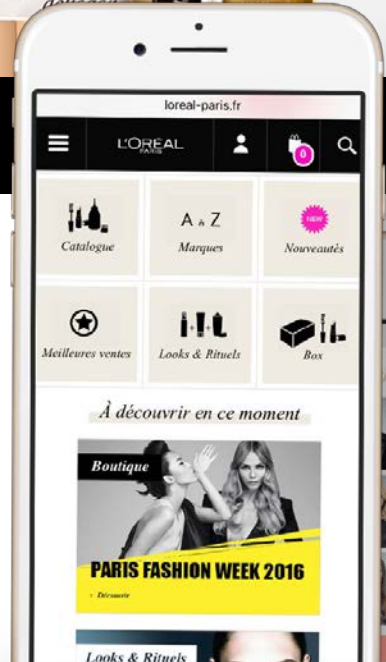 loreal-paris.fr
L'ORÉAL
PARIS
0
A à Z
NEW
Catalogue
Marques
Nouveautés
Meilleures ventes
Looks & Rituels
Box
À découvrir en ce moment
Boutique
PARIS FASHION WEEK 2016
› Découvrir
Looks & Rituels